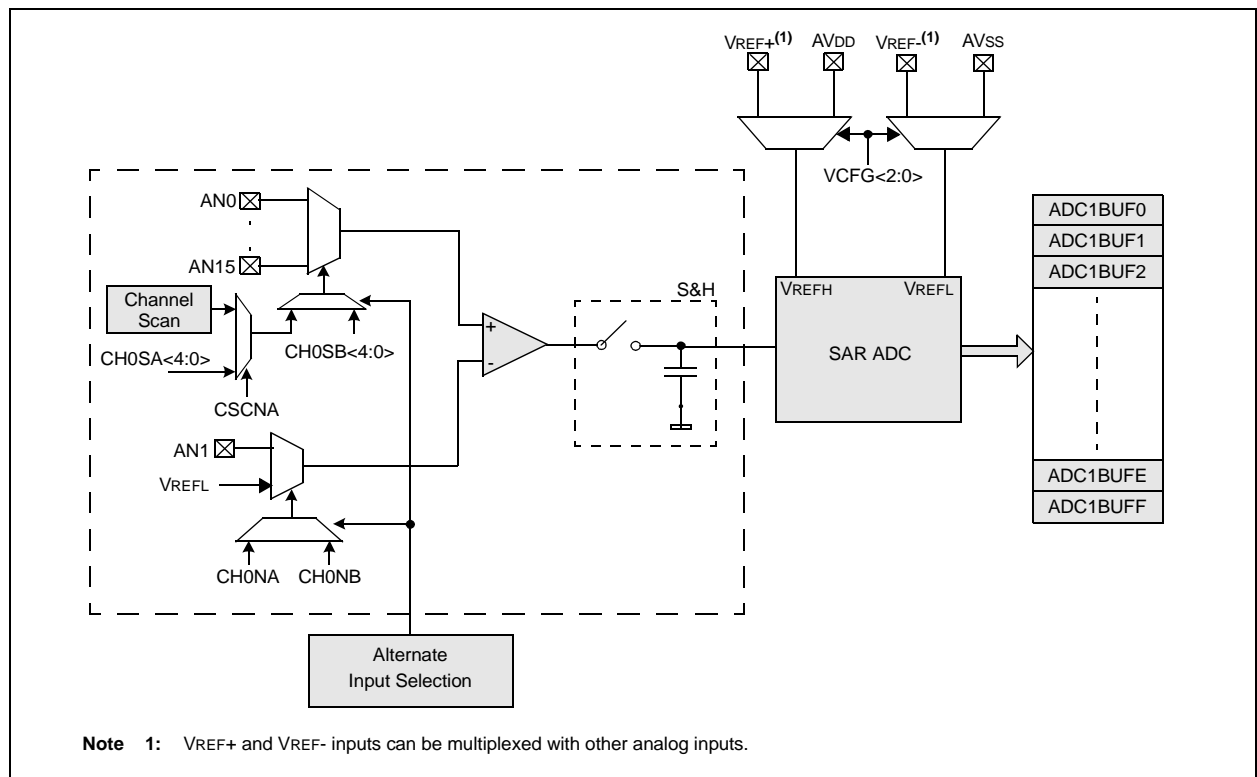 VREF+(1) AVDD VREF-(1) AVSS
VCFG<2:0>
AN0
AN15
Channel
Scan
CH0SA<4:0>
CH0SB<4:0>
CSCNA
AN1
VREFL
CH0NA CH0NB
+
-
S&H
VREFH VREFL
SAR ADC
ADC1BUF0
ADC1BUF1
ADC1BUF2
ADC1BUFE
ADC1BUFF
Alternate
Input Selection
Note 1: VREF+ and VREF- inputs can be multiplexed with other analog inputs.